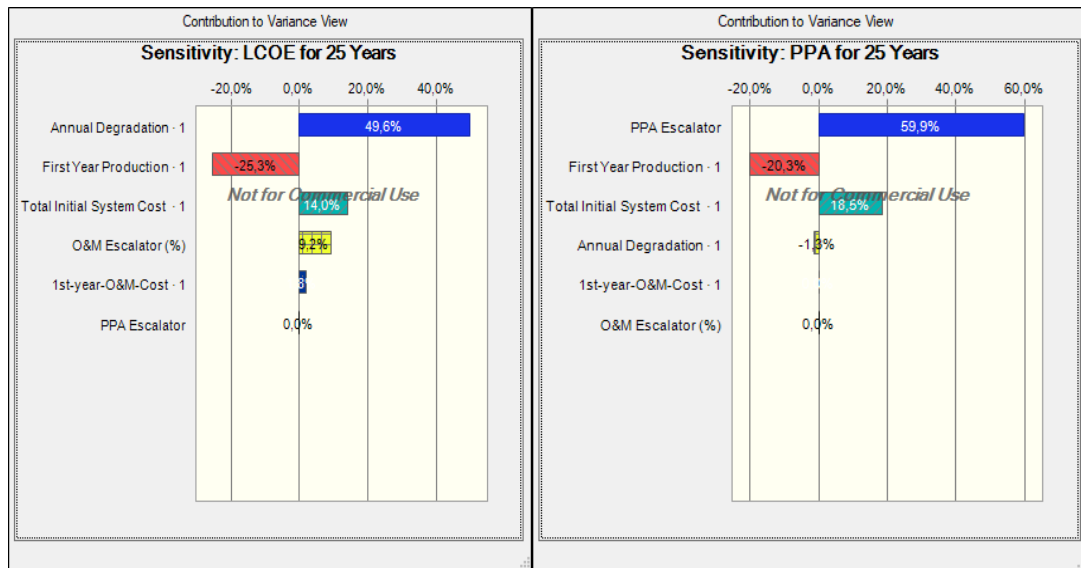 Contribution to Variance View
Sensitivity: LCOE for 25 Years
-20,0% 0,0% 20,0% 40,0%
Annual Degradation - 1
49,6%
First Year Production - 1
-25,3%
Not for Commercial Use
Total Initial System Cost - 1
14,0%
O&M Escalator (%)
9,2%
1st-year-O&M-Cost - 1
PPA Escalator
0,0%
Contribution to Variance View
Sensitivity: PPA for 25 Years
-20,0% 0,0% 20,0% 40,0% 60,0%
PPA Escalator
59,9%
First Year Production - 1
-20,3%
Not for Commercial Use
Total Initial System Cost - 1
18,5%
Annual Degradation - 1
-1,3%
1st-year-O&M-Cost - 1
O&M Escalator (%)
0,0%